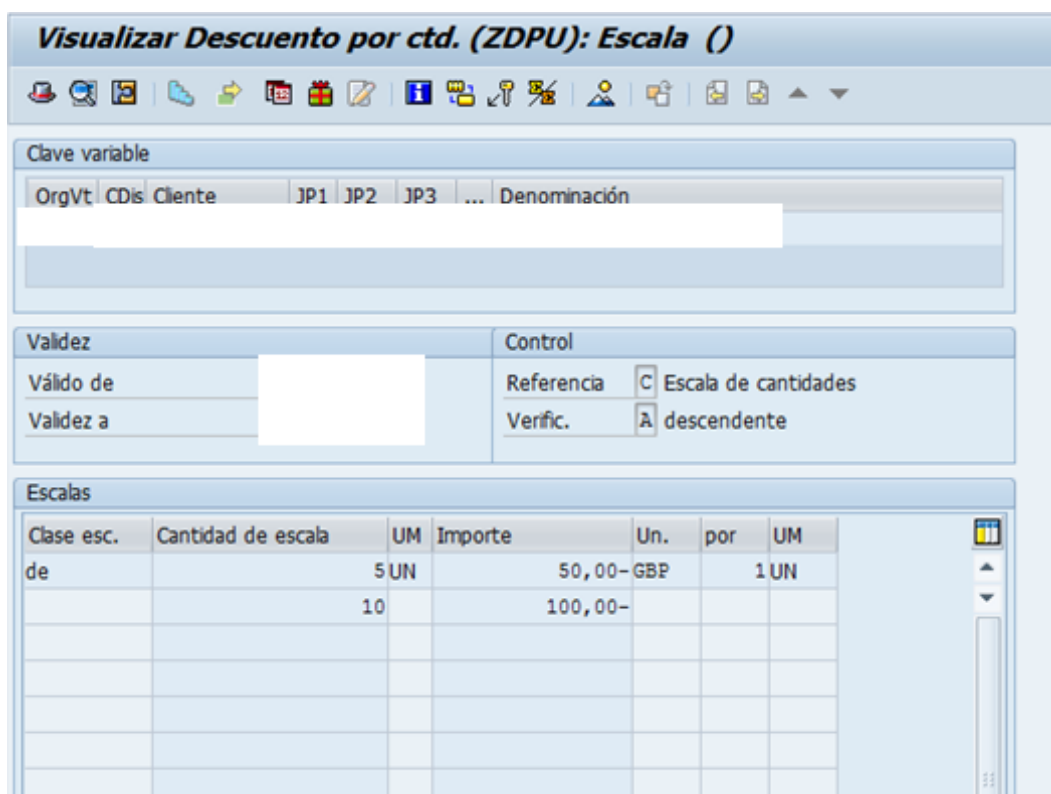 Visualizar Descuento por ctd. (ZDPU): Escala ()
Clave variable
OrgVt CDis Cliente JP1 JP2 JP3 ... Denominación
Validez
Válido de
Validez a
Control
Referencia C Escala de cantidades
Verific. A descendente
Escalas
Clase esc. Cantidad de escala UM Importe Un. por UM
de 5 UN 50,00- GBP 1 UN
10 100,00-